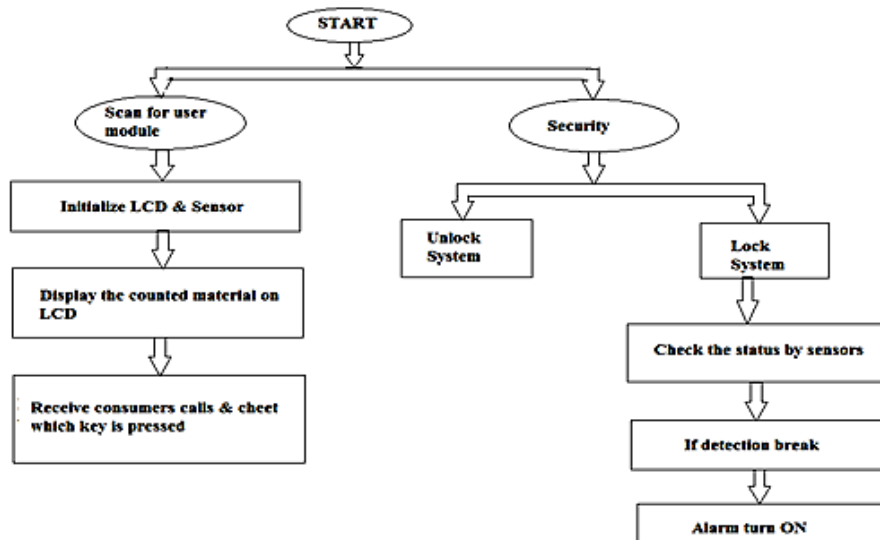 START
Scan for user
module
Security
Initialize LCD & Sensor
Unlock
System
Lock
System
Display the counted material on
LCD
Check the status by sensors
Receive consumers calls & cheet
which key is pressed
If detection break
Alarm turn ON